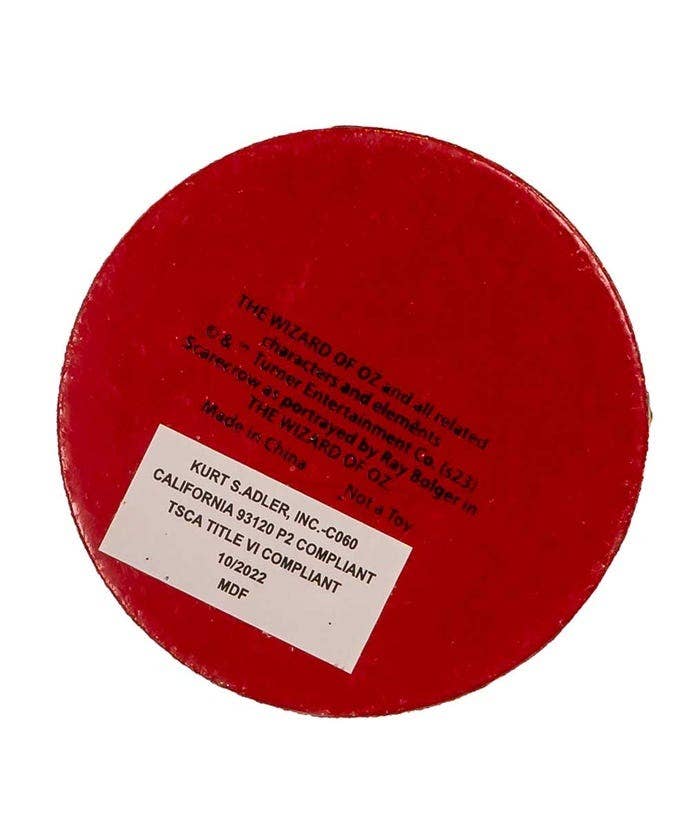 THE WIZARD OF OZ and all related
characters and elements
© & ™ Turner Entertainment Co. (s23)
Scarecrow as portrayed by Ray Bolger in
THE WIZARD OF OZ.
Made in China Not a Toy
KURT S.ADLER, INC.-C060
CALIFORNIA 93120 P2 COMPLIANT
TSCA TITLE VI COMPLIANT
10/2022
MDF